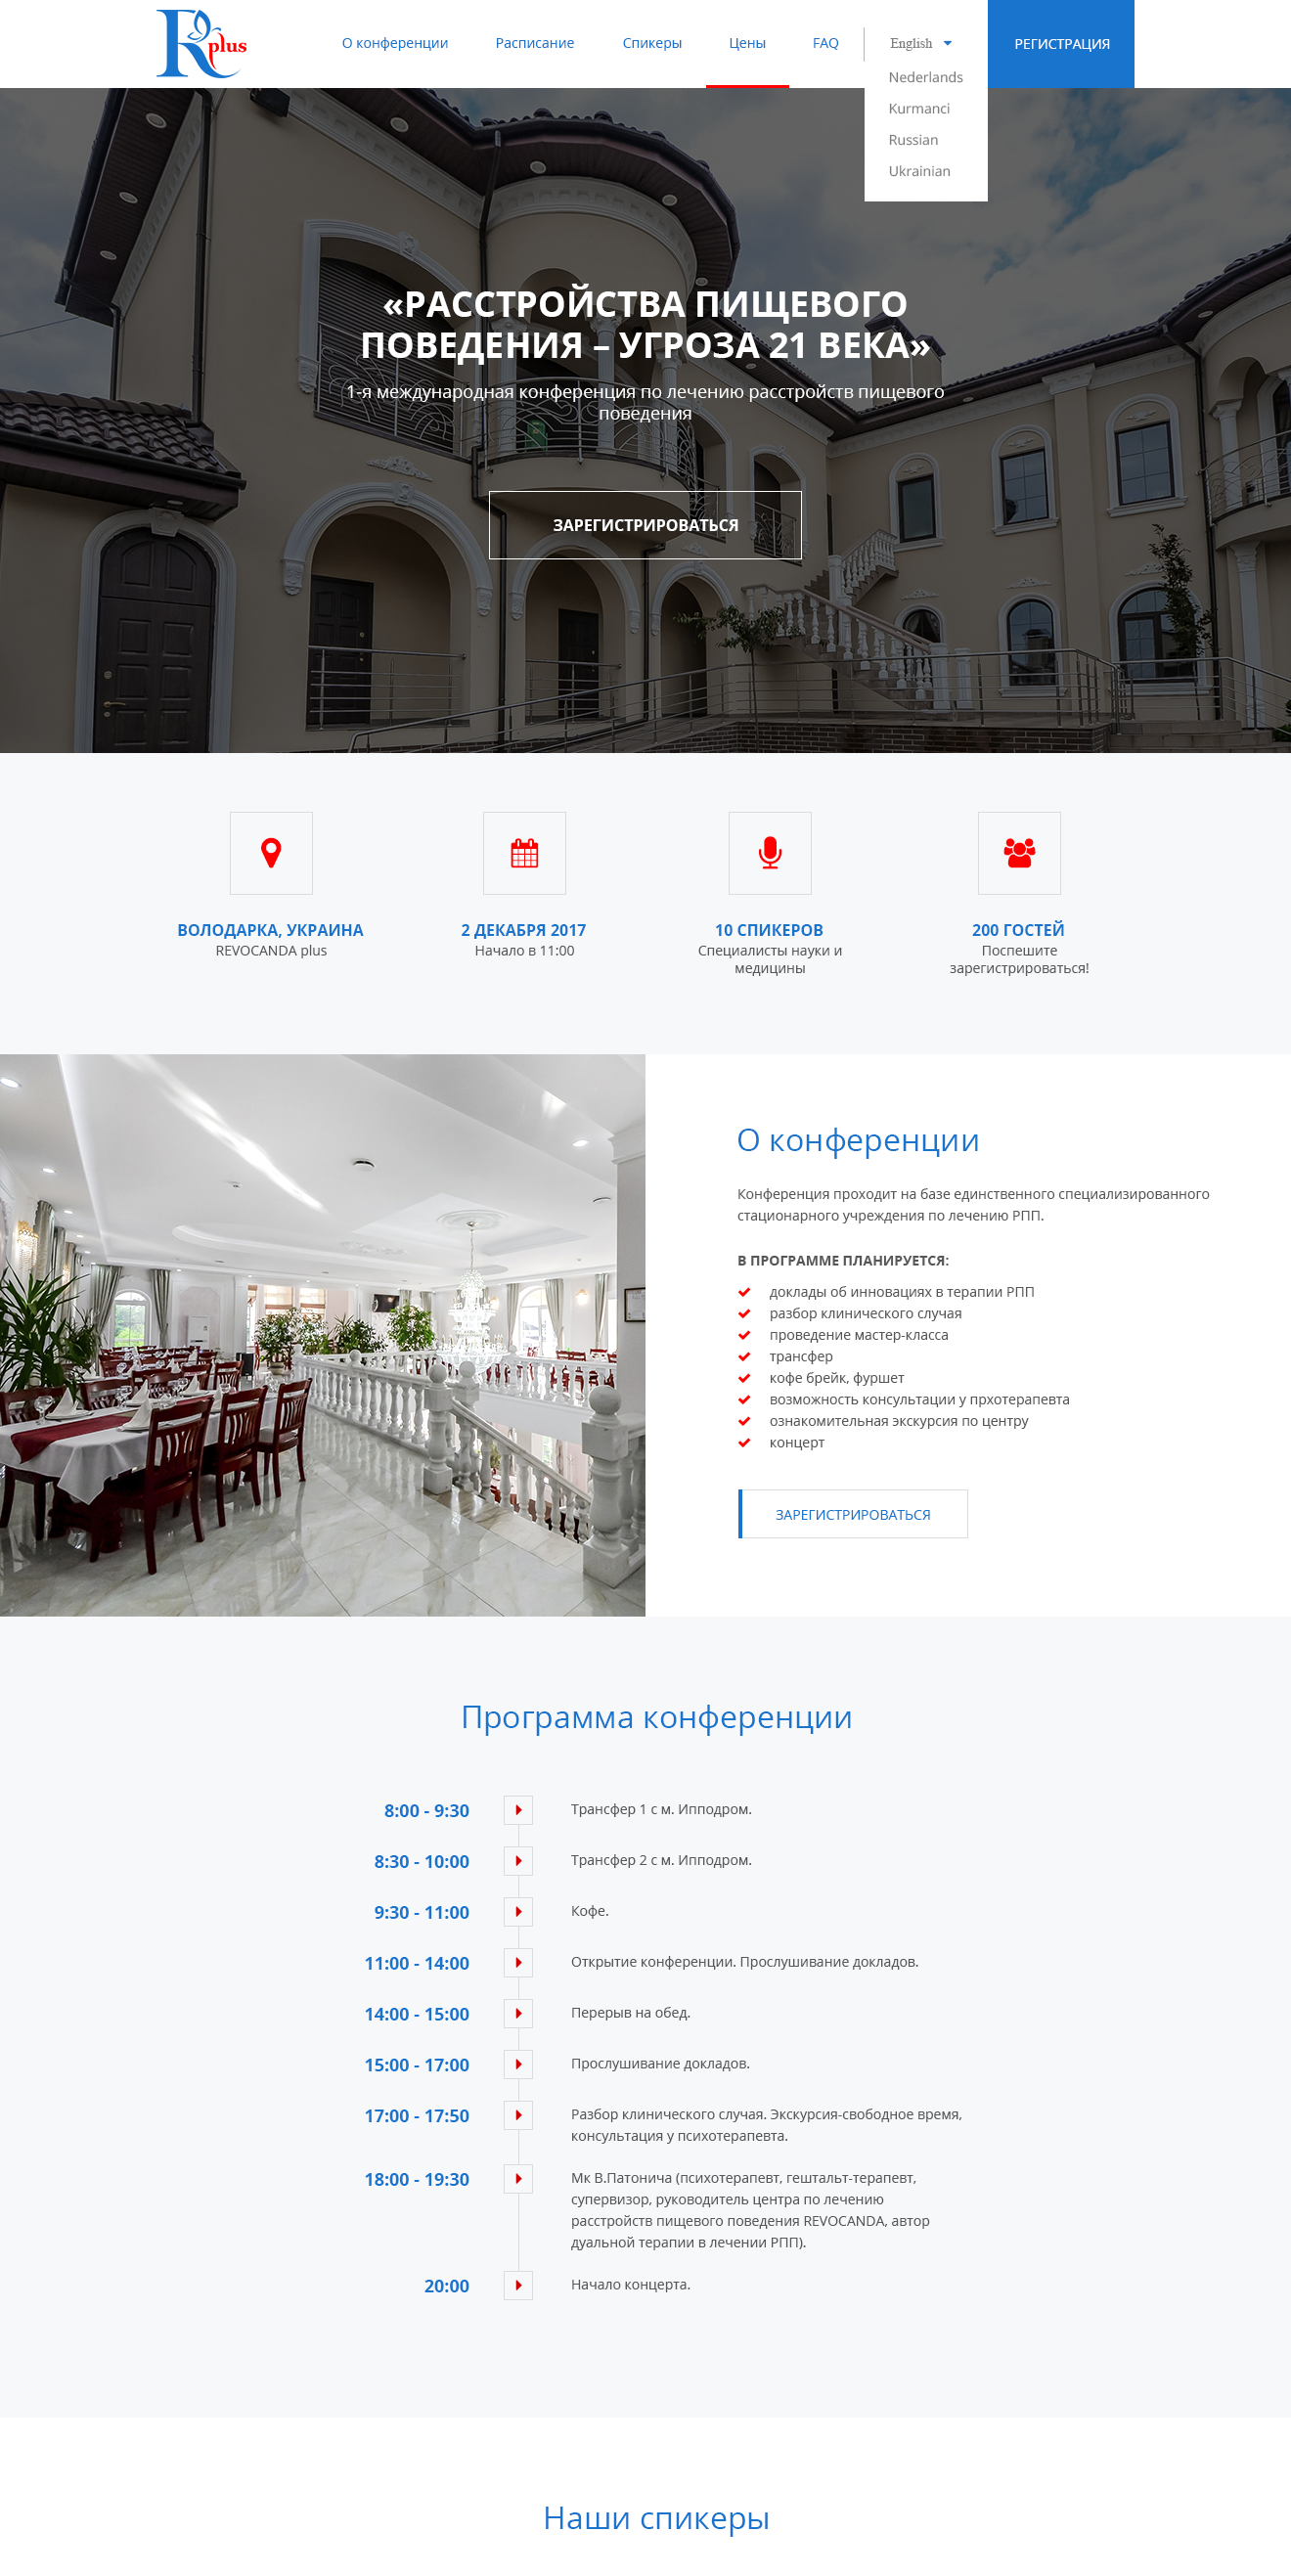 R plus
О конференции
Расписание
Спикеры
Цены
FAQ
English
РЕГИСТРАЦИЯ
Nederlands
Kurmanci
Russian
Ukrainian
«РАССТРОЙСТВА ПИЩЕВОГО
ПОВЕДЕНИЯ – УГРОЗА 21 ВЕКА»
1-я международная конференция по лечению расстройств пищевого
поведения
ЗАРЕГИСТРИРОВАТЬСЯ
ВОЛОДАРКА, УКРАИНА
REVOCANDA plus
2 ДЕКАБРЯ 2017
Начало в 11:00
10 СПИКЕРОВ
Специалисты науки и
медицины
200 ГОСТЕЙ
Поспешите
зарегистрироваться!
О конференции
Конференция проходит на базе единственного специализированного
стационарного учреждения по лечению РПП.
В ПРОГРАММЕ ПЛАНИРУЕТСЯ:
доклады об инновациях в терапии РПП
разбор клинического случая
проведение мастер-класса
трансфер
кофе брейк, фуршет
возможность консультации у прхотерапевта
ознакомительная экскурсия по центру
концерт
ЗАРЕГИСТРИРОВАТЬСЯ
Программа конференции
8:00 - 9:30
Трансфер 1 с м. Ипподром.
8:30 - 10:00
Трансфер 2 с м. Ипподром.
9:30 - 11:00
Кофе.
11:00 - 14:00
Открытие конференции. Прослушивание докладов.
14:00 - 15:00
Перерыв на обед.
15:00 - 17:00
Прослушивание докладов.
17:00 - 17:50
Разбор клинического случая. Экскурсия-свободное время,
консультация у психотерапевта.
18:00 - 19:30
Мк В.Патонича (психотерапевт, гештальт-терапевт,
супервизор, руководитель центра по лечению
расстройств пищевого поведения REVOCANDA, автор
дуальной терапии в лечении РПП).
20:00
Начало концерта.
Наши спикеры